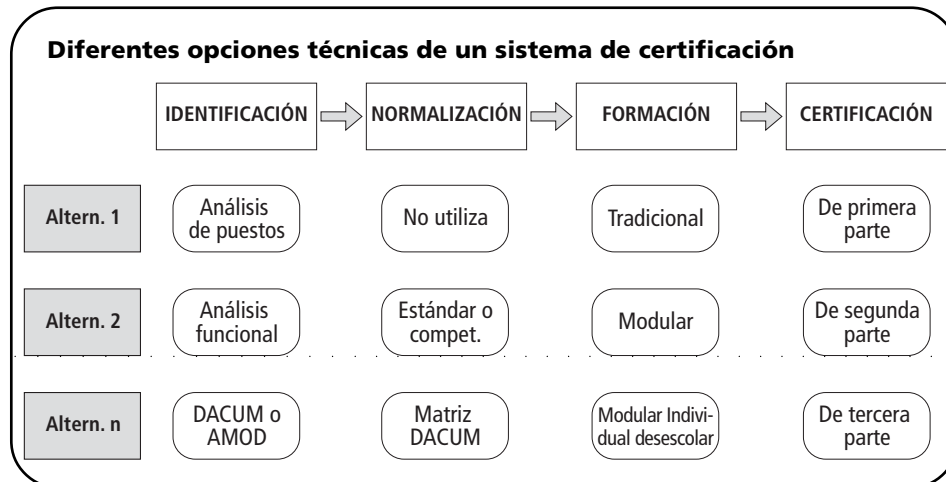 Diferentes opciones técnicas de un sistema de certificación
IDENTIFICACIÓN
NORMALIZACIÓN
FORMACIÓN
CERTIFICACIÓN
Altern. 1
Análisis
de puestos
No utiliza
Tradicional
De primera
parte
Altern. 2
Análisis
funcional
Estándar o
compet.
Modular
De segunda
parte
Altern. n
DACUM o
AMOD
Matriz
DACUM
Modular Indivi-
dual desescolar
De tercera
parte